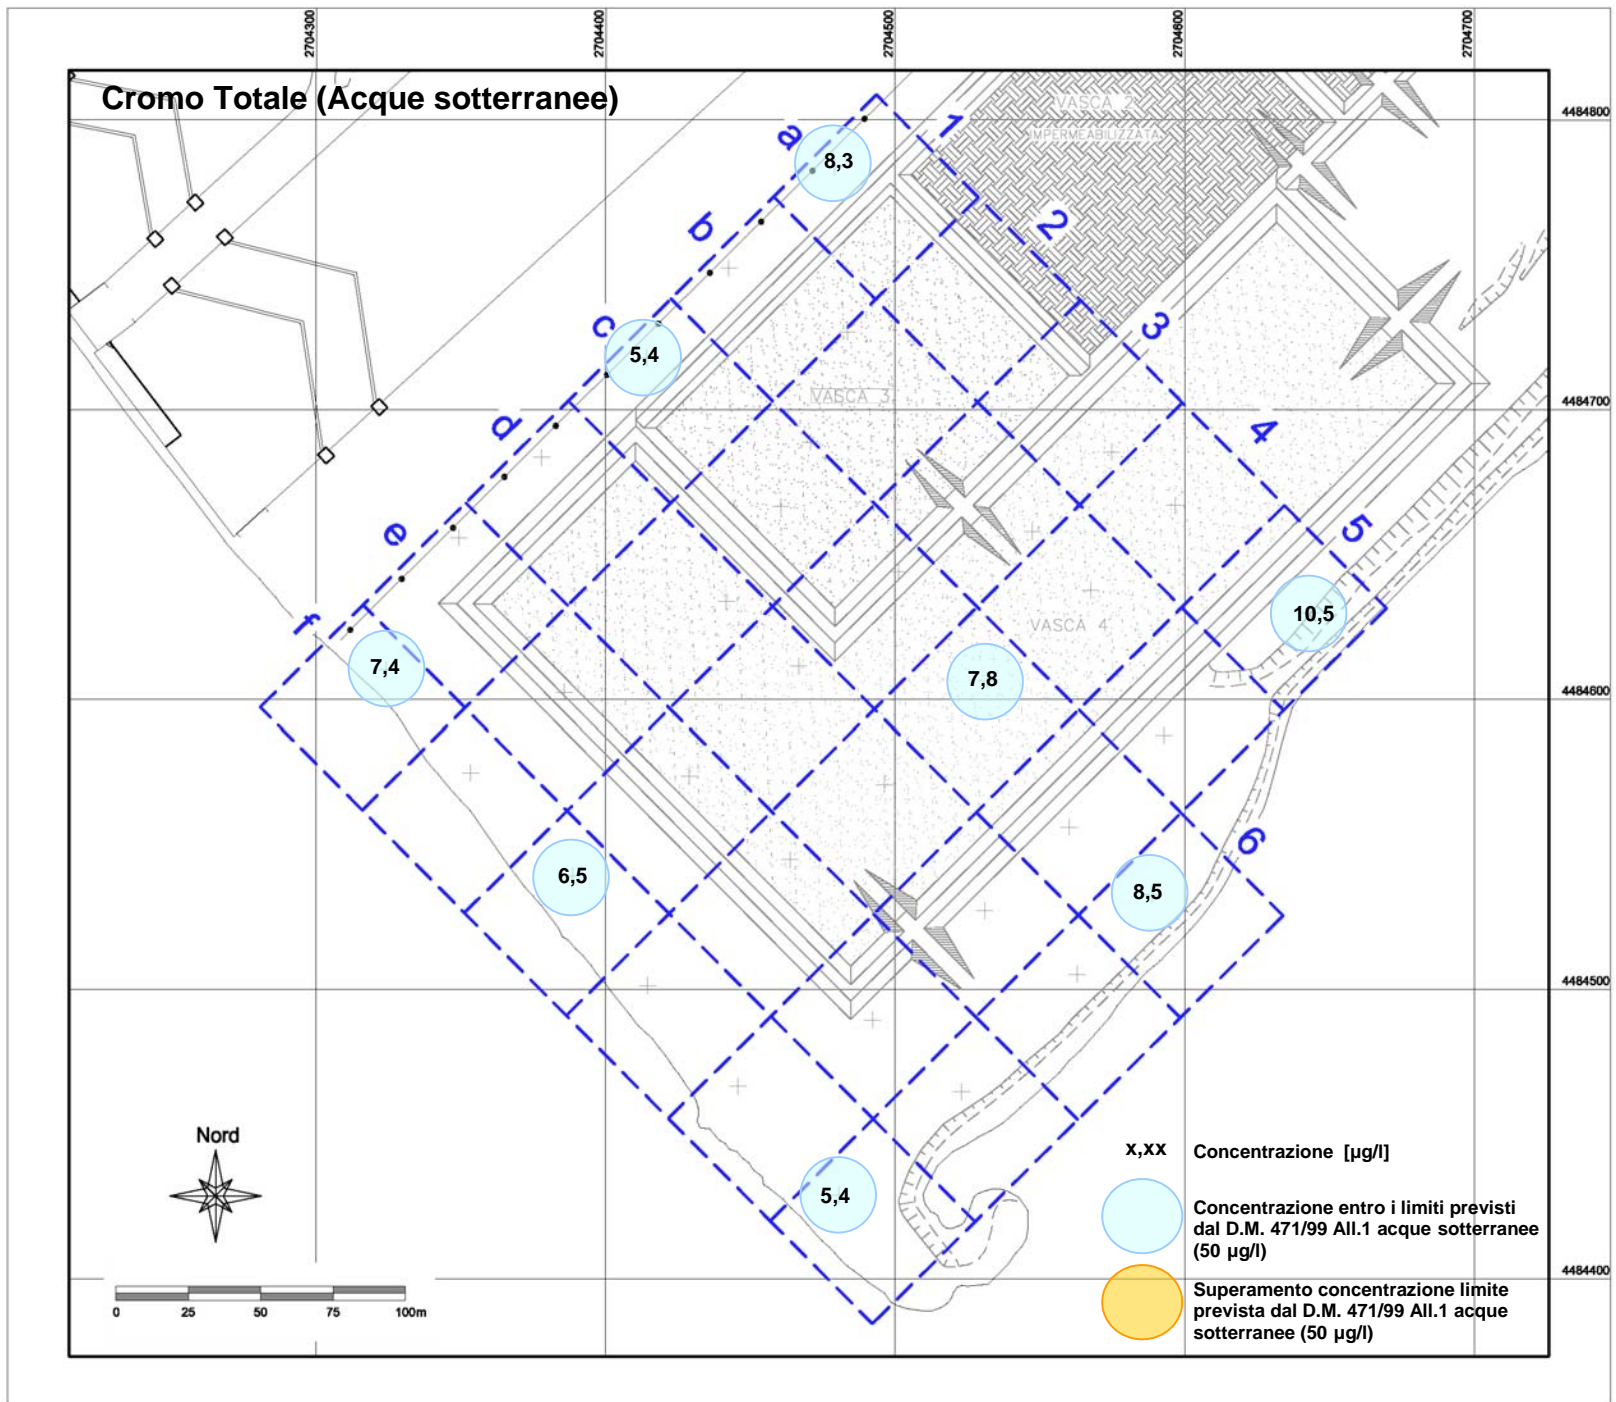 2704300
2704400
2704500
2704600
2704700
Cromo Totale (Acque sotterranee)
VASCA 2
IMPERMEABILIZZATA
4484800
a
1
8,3
b
2
c
3
5,4
VASCA 3
4484700
d
4
e
5
f
10,5
VASCA 4
7,4
7,8
4484600
6
6,5
8,5
4484500
Nord
5,4
0 25 50 75 100m
x,xx Concentrazione [µg/l]
Concentrazione entro i limiti previsti
dal D.M. 471/99 All.1 acque sotterranee
(50 µg/l)
4484400
Superamento concentrazione limite
prevista dal D.M. 471/99 All.1 acque
sotterranee (50 µg/l)